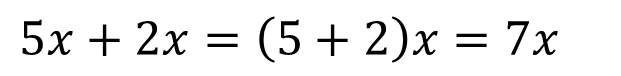 5x + 2x = (5 + 2)x = 7x